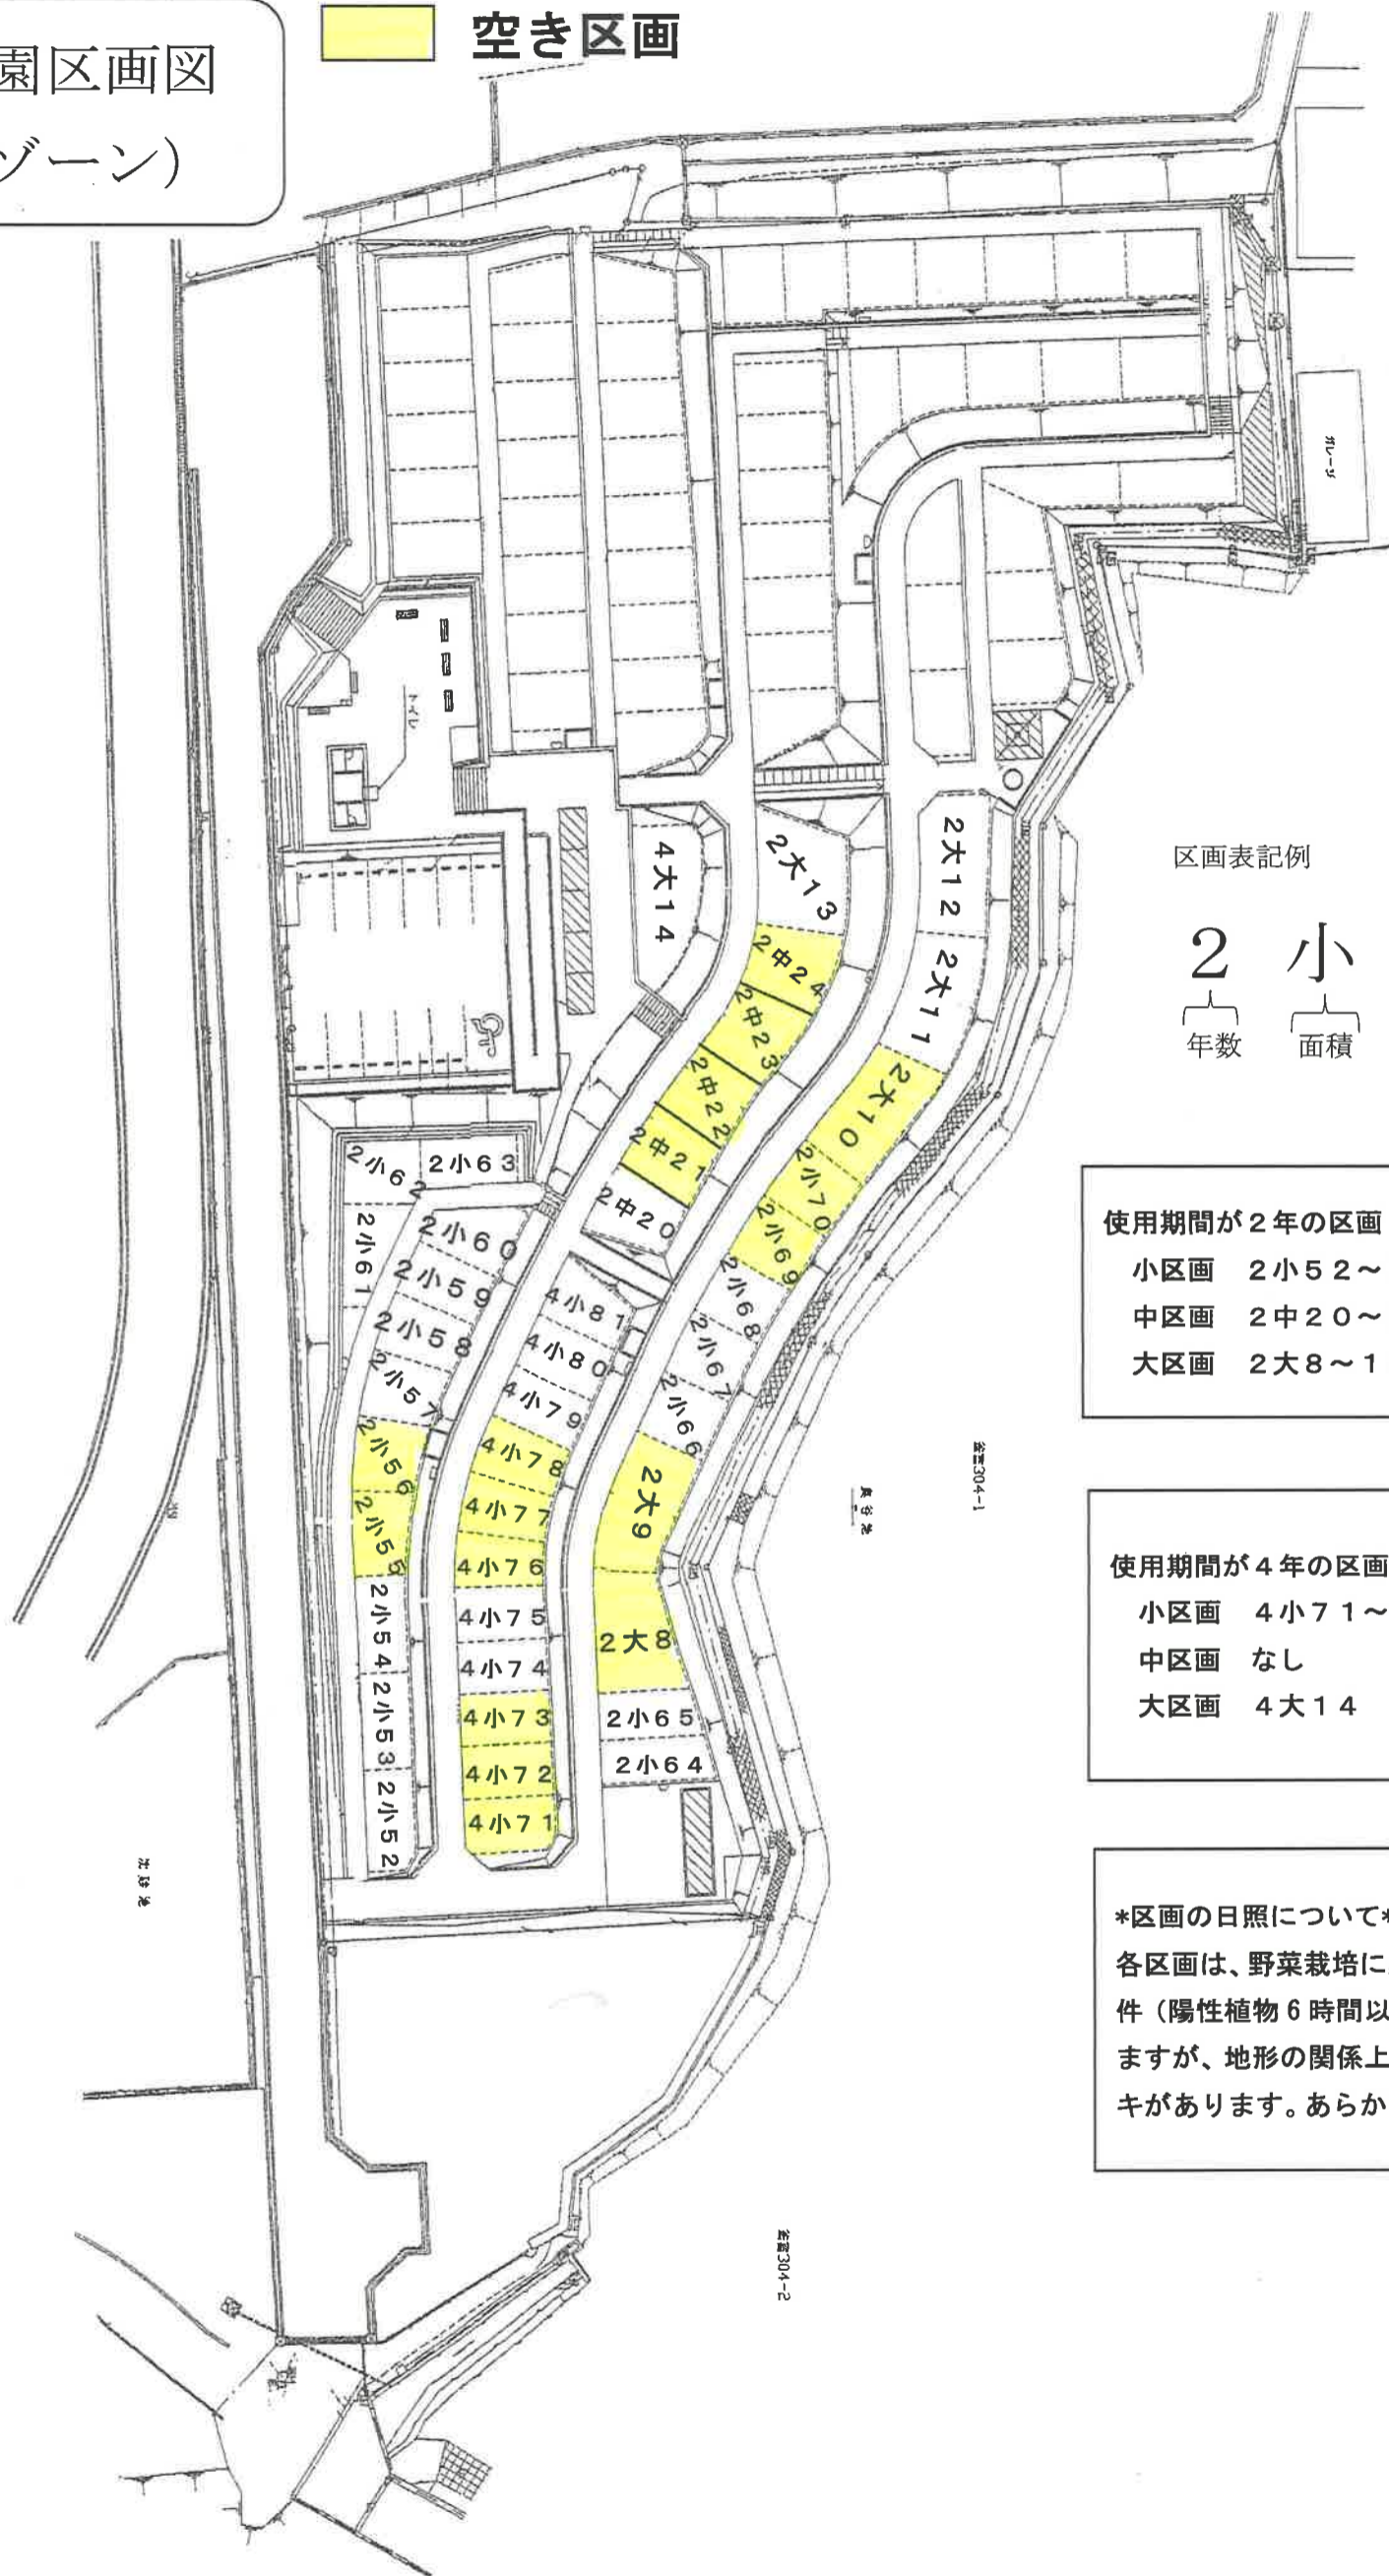 園区画図
ゾーン）
空き区画
ガレージ
トイレ
4大14
2大13
2大12
2中24
2大11
2中23
2中22
2大10
2中21
2小70
2小62
2小63
2中20
2小69
2小61
2小60
2小59
4小81
2小68
2小58
4小80
2小67
2小57
4小79
2小66
2小56
4小78
2大9
2小55
4小77
4小76
2小54
4小75
2大8
4小74
2小53
4小73
2小65
4小72
2小64
2小52
4小71
区画表記例
2 小
年数 面積
使用期間が２年の区画
小区画 ２小５２～
中区画 ２中２０～
大区画 ２大８～１
使用期間が４年の区画
小区画 ４小７１～
中区画 なし
大区画 ４大１４
*区画の日照について*
各区画は、野菜栽培に
件（陽性植物６時間以
ますが、地形の関係上
キがあります。あらか
304-1
304-2
沈砂池